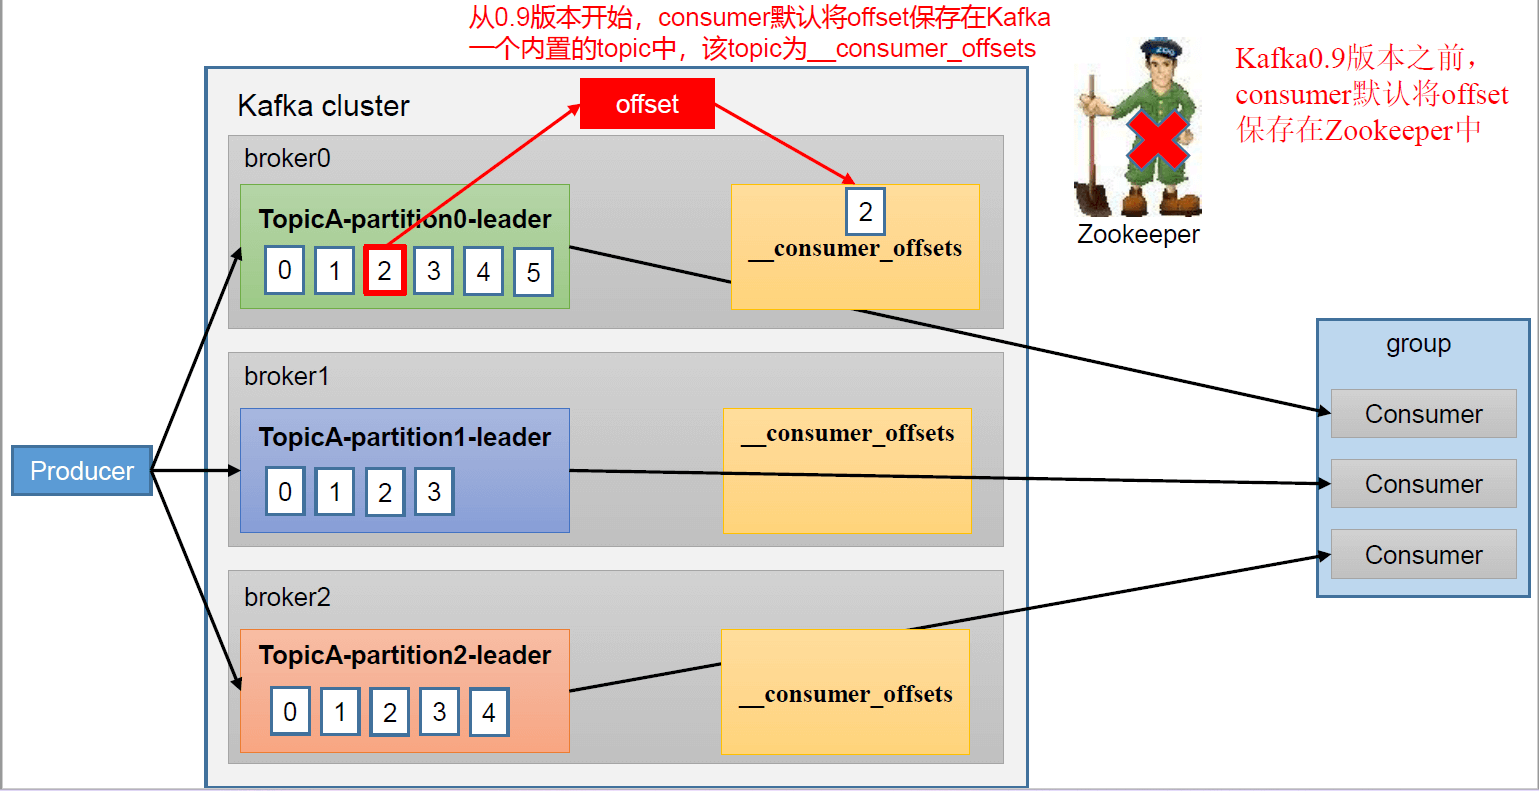 从0.9版本开始，consumer默认将offset保存在Kafka
一个内置的topic中，该topic为__consumer_offsets
Kafka0.9版本之前，
consumer默认将offset
保存在Zookeeper中
ZOO
Zookeeper
Kafka cluster
offset
broker0
TopicA-partition0-leader
0 1 2 3 4 5
2
__consumer_offsets
broker1
TopicA-partition1-leader
0 1 2 3
__consumer_offsets
broker2
TopicA-partition2-leader
0 1 2 3 4
__consumer_offsets
Producer
group
Consumer
Consumer
Consumer